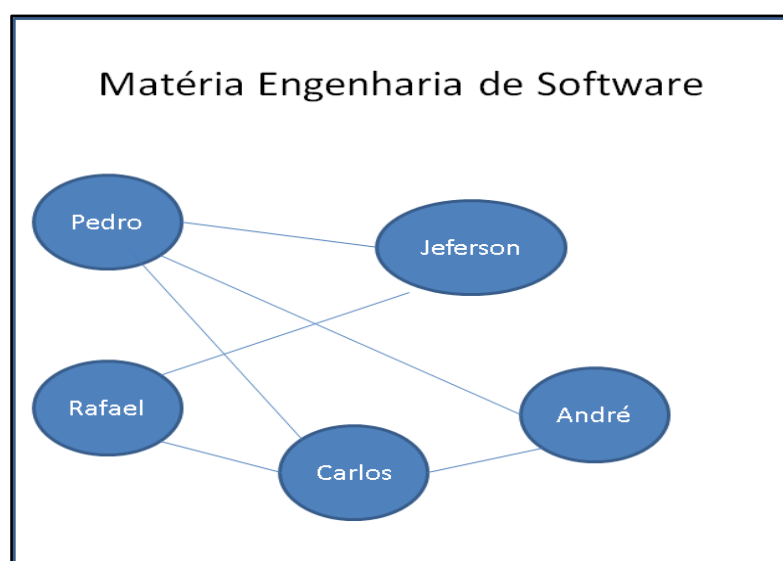 Matéria Engenharia de Software
Pedro
Jeferson
Rafael
André
Carlos